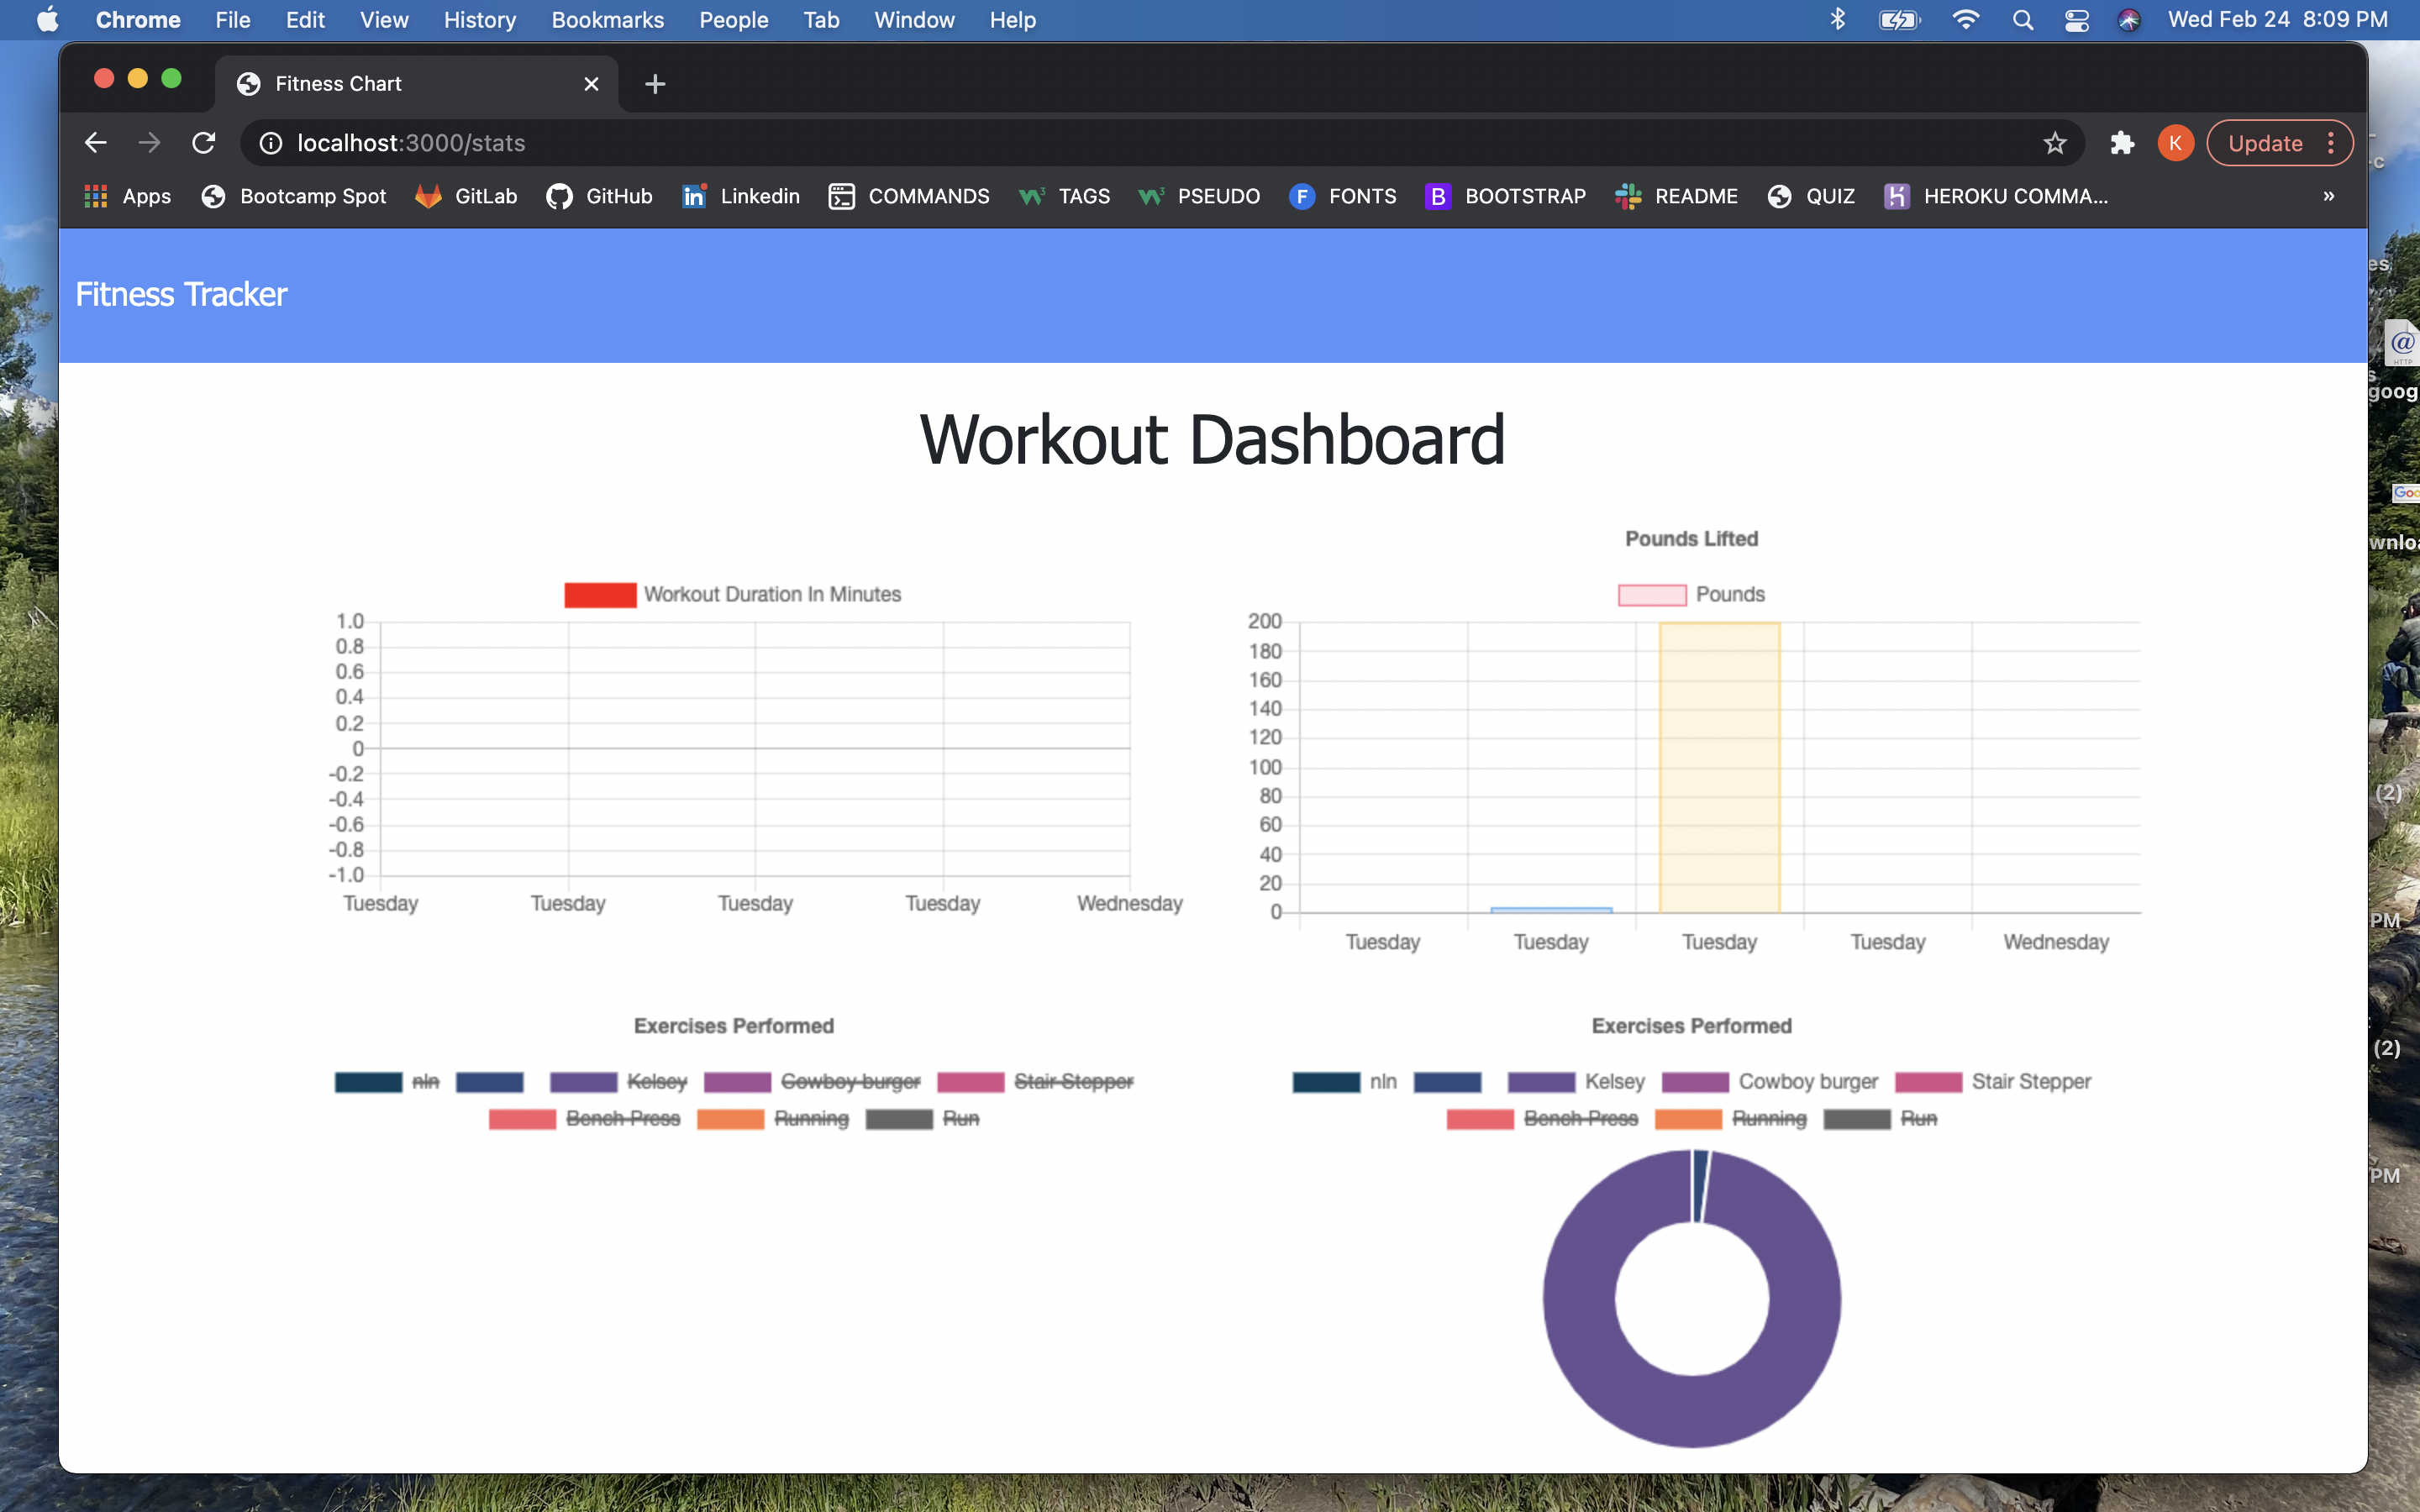 Chrome File Edit View History Bookmarks People Tab Window Help Wed Feb 24 8:09 PM
Fitness Chart
localhost:3000/stats K Update
Apps Bootcamp Spot GitLab GitHub Linkedin COMMANDS TAGS PSEUDO FONTS BOOTSTRAP README QUIZ HEROKU COMMA... »
Fitness Tracker
Workout Dashboard
Workout Duration In Minutes
1.0
0.8
0.6
0.4
0.2
0
-0.2
-0.4
-0.6
-0.8
-1.0
Tuesday Tuesday Tuesday Tuesday Wednesday
Pounds Lifted
Pounds
200
180
160
140
120
100
80
60
40
20
0
Tuesday Tuesday Tuesday Tuesday Wednesday
Exercises Performed
nln Kelsey Cowboy burger Stair Stepper
Bench Press Running Run
Exercises Performed
nln Kelsey Cowboy burger Stair Stepper
Bench Press Running Run
@
HTTP
goog
(2)
PM
(2)
PM